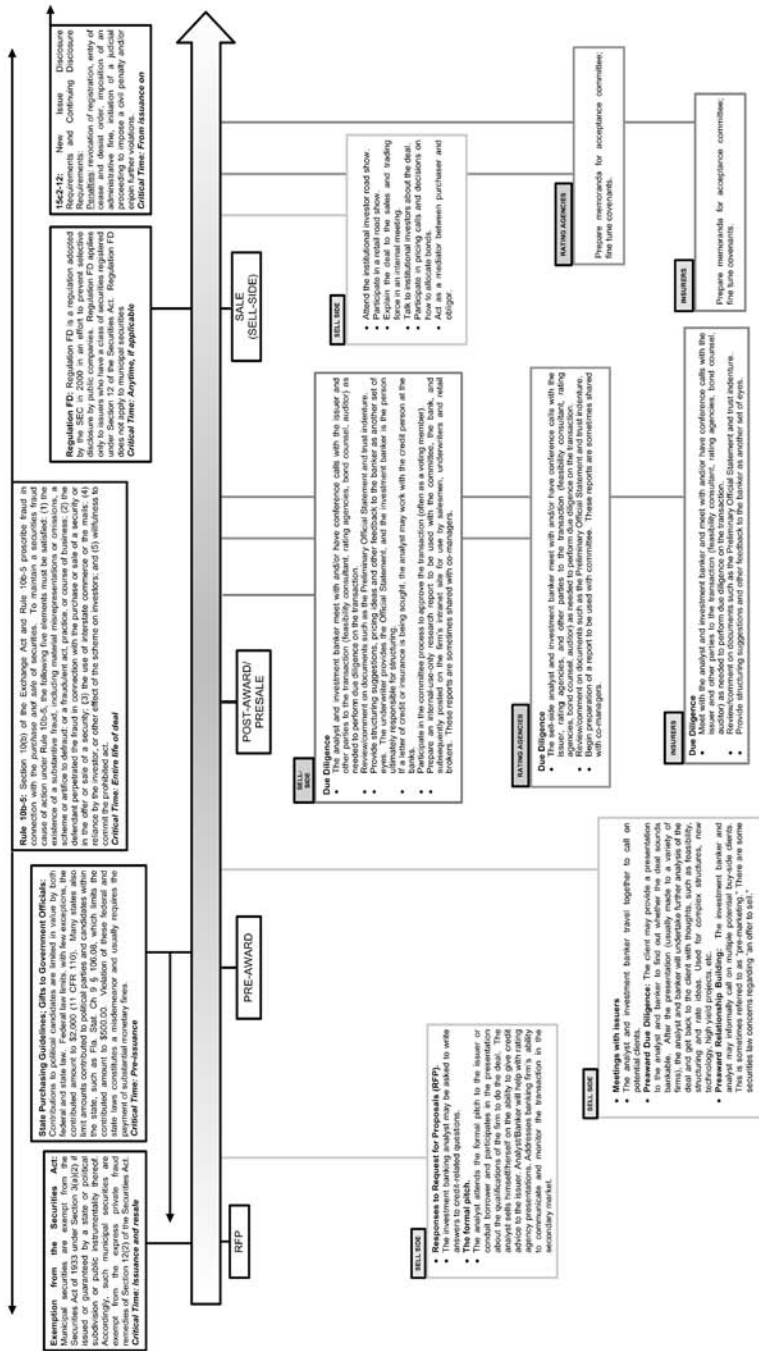 Exemption from the Securities Act:
Municipal securities are exempt from the
Securities Act of 1933 under Section 3(a)(2) if
issued or guaranteed by a state or political
subdivision or public instrumentality thereof.
Accordingly, such municipal securities are
exempt from the express private fraud
remedies of Section 12(2) of the Securities Act.
Critical Time: Issuance and resale
State Purchasing Guidelines; Gifts to Government Officials:
Contributions to political candidates are limited in value by both
federal and state law. Federal law limits, with few exceptions, the
contributed amount to $2,000 (11 CFR 110). Many states also
limit amounts contributed to political parties and candidates within
the state, such as Fla. Stat. Ch 9 § 106.08, which limits the
contributed amount to $500.00. Violation of these federal and
state laws constitutes a misdemeanor and usually requires the
payment of substantial monetary fines.
Critical Time: Pre-issuance
Rule 10b-5: Section 10(b) of the Exchange Act and Rule 10b-5 proscribe fraud in
connection with the purchase and sale of securities. To maintain a securities fraud
cause of action under Rule 10b-5, the following five elements must be satisfied: (1) the
existence of a substantive fraud, including material misrepresentations or omissions, a
scheme or artifice to defraud; or a fraudulent act, practice, or course of business; (2) the
defendant perpetrated the fraud in connection with the purchase or sale of a security or
in the offer or sale of a security; (3) the use of interstate commerce or the mails; (4)
reliance by the investor, or other effect of the scheme on investors; and (5) willfulness to
commit the prohibited act.
Critical Time: Entire life of deal
Regulation FD: Regulation FD is a regulation adopted
by the SEC in 2000 in an effort to prevent selective
disclosure by public companies. Regulation FD applies
only to issuers who have a class of securities registered
under Section 12 of the Securities Act. Regulation FD
does not apply to municipal securities
Critical Time: Anytime, if applicable
15c2-12: New Issue Disclosure
Requirements and Continuing Disclosure
Requirements:
Penalties: revocation of registration, entry of
cease and desist order, imposition of an
administrative fine, initiation of a judicial
proceeding to impose a civil penalty and/or
enjoin further violations.
Critical Time: From issuance on
RFP
PRE-AWARD
POST-AWARD/
PRESALE
SALE
(SELL-SIDE)
SELL SIDE
• Responses to Request for Proposals (RFP).
• The investment banking analyst may be asked to write
answers to credit-related questions.
• The formal pitch.
• The analyst attends the formal pitch to the issuer or
conduit borrower and participates in the presentation
about the qualifications of the firm to do the deal. The
analyst sells himself/herself on the ability to give credit
advice to the issuer. Analyst/Banker will help with rating
agency presentations. Addresses banking firm's ability
to communicate and monitor the transaction in the
secondary market.
SELL SIDE
• Meetings with issuers
• The analyst and investment banker travel together to call on
potential clients.
• Preaward Due Diligence: The client may provide a presentation
to the analyst and banker to find out whether the deal sounds
bankable. After the presentation (usually made to a variety of
firms), the analyst and banker will undertake further analysis of the
deal and get back to the client with thoughts, such as feasibility,
structuring and rate ideas. Used for complex structures, new
technology, high yield projects, etc.
• Preaward Relationship Building: The investment banker and
analyst may informally call on multiple potential buy-side clients.
This is sometimes referred to as "pre-marketing." There are some
securities law concerns regarding "an offer to sell."
SELL-
SIDE
Due Diligence
• The analyst and investment banker meet with and/or have conference calls with the issuer and
other parties to the transaction (feasibility consultant, rating agencies, bond counsel, auditor) as
needed to perform due diligence on the transaction.
• Review/comment on documents such as the Preliminary Official Statement and trust indenture.
• Provide structuring suggestions, pricing ideas and other feedback to the banker as another set of
eyes. The underwriter provides the Official Statement, and the investment banker is the person
ultimately responsible for structuring.
• If a letter of credit or insurance is being sought, the analyst may work with the credit person at the
banks.
• Participate in the committee process to approve the transaction (often as a voting member)
• Prepare an internal-use-only research report to be used with the committee, the bank, and
subsequently posted on the firm's intranet site for use by salesmen, underwriters and retail
brokers. These reports are sometimes shared with co-managers.
RATING AGENCIES
Due Diligence
• The sell-side analyst and investment banker meet with and/or have conference calls with the
issuer, rating agencies, and other parties to the transaction (feasibility consultant, rating
agencies, bond counsel, auditor) as needed to perform due diligence on the transaction.
• Review/comment on documents such as the Preliminary Official Statement and trust indenture.
• Begin preparation of a report to be used with committee. These reports are sometimes shared
with co-managers.
INSURERS
Due Diligence
• Meet with the analyst and investment banker and meet with and/or have conference calls with the
issuer and other parties to the transaction (feasibility consultant, rating agencies, bond counsel,
auditor) as needed to perform due diligence on the transaction.
• Review/comment on documents such as the Preliminary Official Statement and trust indenture.
• Provide structuring suggestions and other feedback to the banker as another set of eyes.
SELL SIDE
• Attend the institutional investor road show.
• Participate in a retail road show.
• Explain the deal to the sales and trading
force in an internal meeting.
• Talk to institutional investors about the deal.
• Participate in pricing calls and decisions on
how to allocate bonds.
• Act as a mediator between purchaser and
obligor.
RATING AGENCIES
Prepare memoranda for acceptance committee;
fine tune covenants.
INSURERS
Prepare memoranda for acceptance committee;
fine tune covenants.